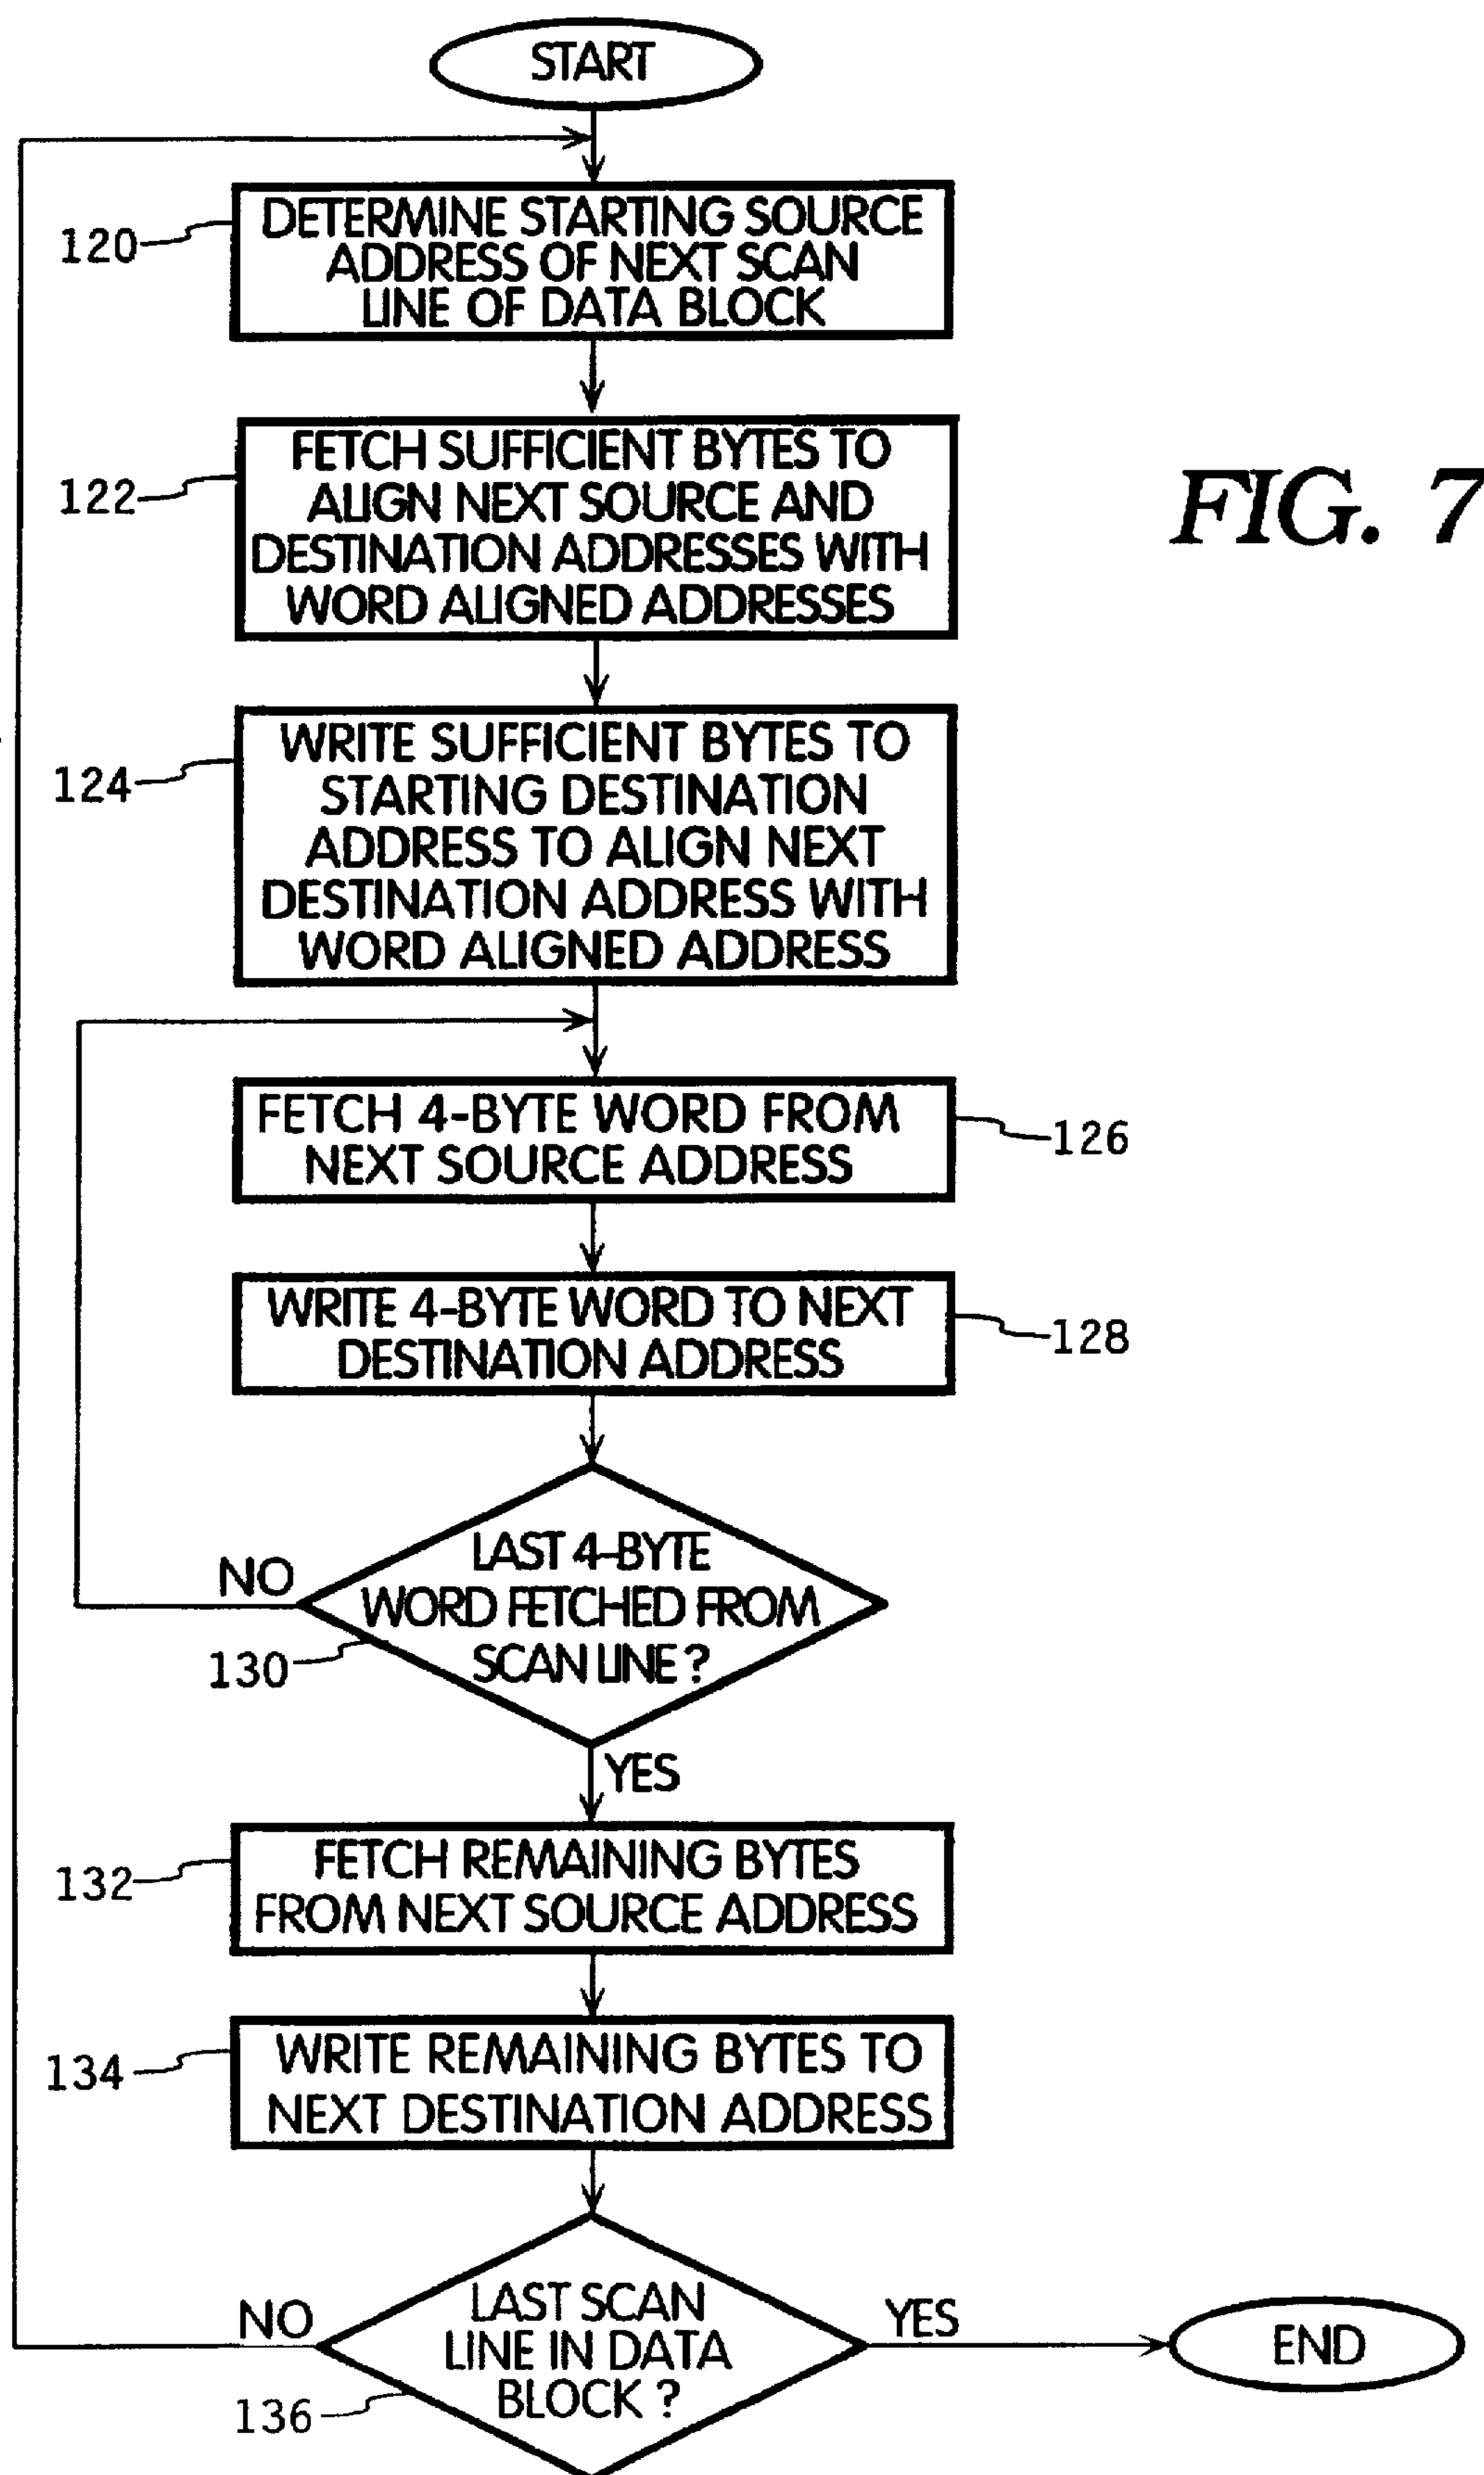 START
120
DETERMINE STARTING SOURCE
ADDRESS OF NEXT SCAN
LINE OF DATA BLOCK
122
FETCH SUFFICIENT BYTES TO
ALIGN NEXT SOURCE AND
DESTINATION ADDRESSES WITH
WORD ALIGNED ADDRESSES
FIG. 7
124
WRITE SUFFICIENT BYTES TO
STARTING DESTINATION
ADDRESS TO ALIGN NEXT
DESTINATION ADDRESS WITH
WORD ALIGNED ADDRESS
FETCH 4-BYTE WORD FROM
NEXT SOURCE ADDRESS
126
WRITE 4-BYTE WORD TO NEXT
DESTINATION ADDRESS
128
NO
LAST 4-BYTE
WORD FETCHED FROM
SCAN LINE?
130
YES
132
FETCH REMAINING BYTES
FROM NEXT SOURCE ADDRESS
134
WRITE REMAINING BYTES TO
NEXT DESTINATION ADDRESS
NO
LAST SCAN
LINE IN DATA
BLOCK?
136
YES
END